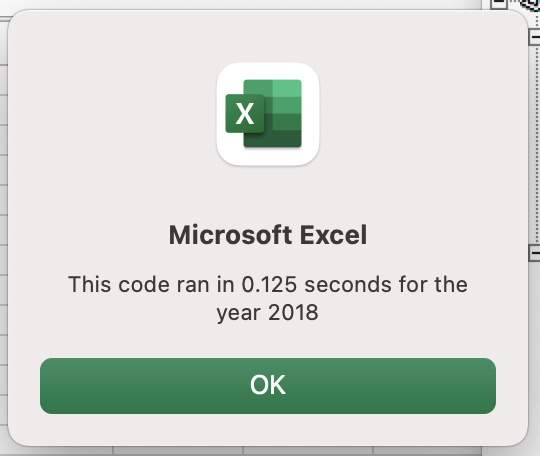 X
Microsoft Excel
This code ran in 0.125 seconds for the
year 2018
OK